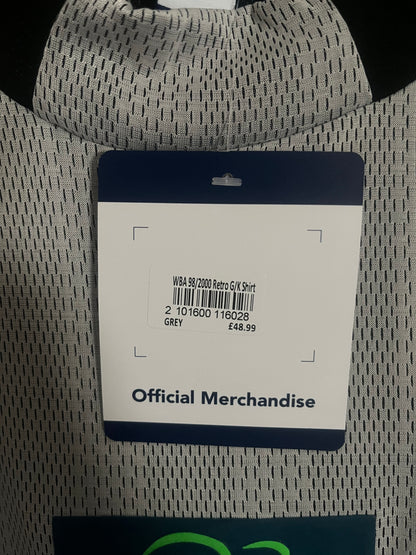 WBA 98/2000 Retro G/K Shirt
2 101600 116028
GREY £48.99
Official Merchandise